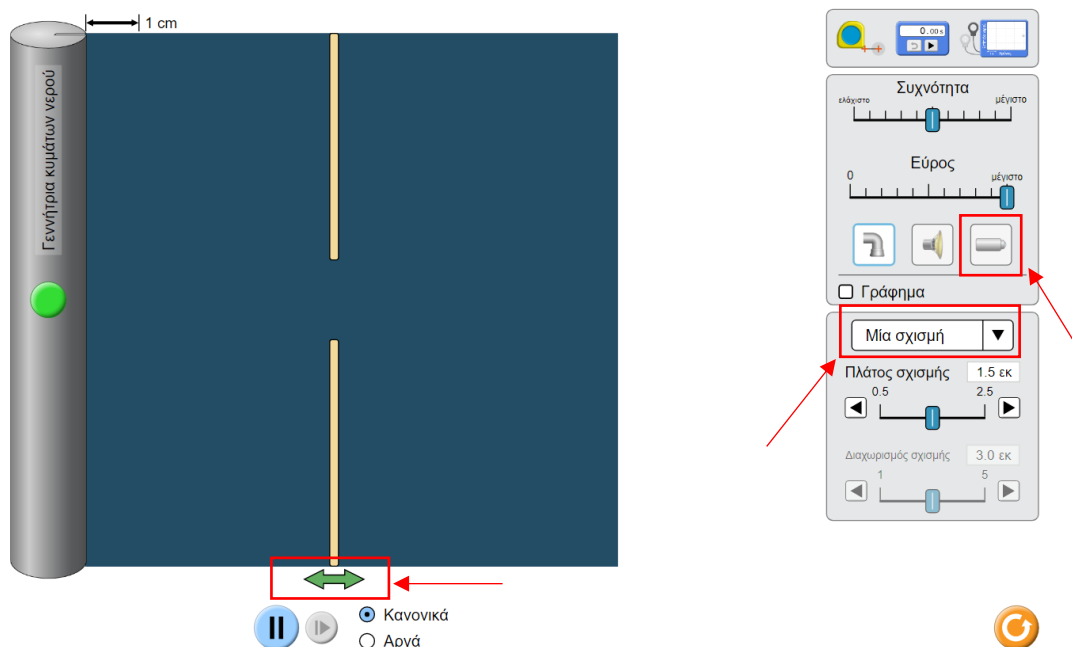 1 cm
Γεννήτρια κυμάτων νερού
0.00 s
Συχνότητα
ελάχιστο
μέγιστο
Εύρος
0
μέγιστο
Γράφημα
Μία σχισμή
Πλάτος σχισμής
1.5 εκ
0.5
2.5
Διαχωρισμός σχισμής
3.0 εκ
1
5
Κανονικά
Αργά